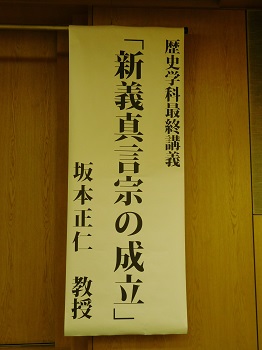 歴史学科最終講義
「新義真言宗の成立」
坂本正仁　教授